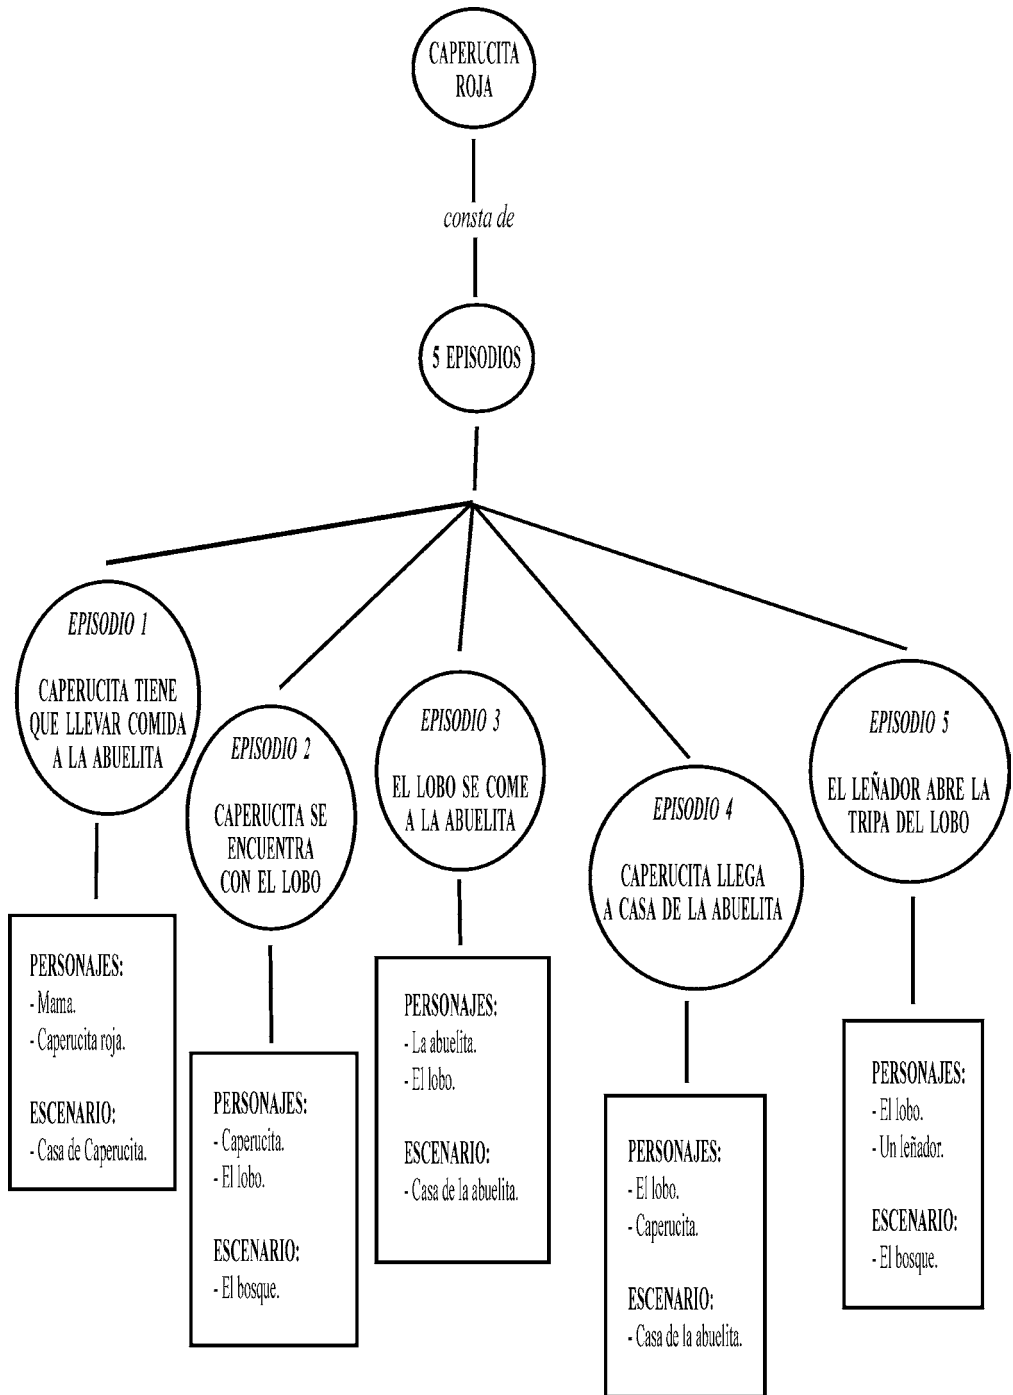 CAPERUCITA
ROJA
consta de
5 EPISODIOS
EPISODIO 1
CAPERUCITA TIENE
QUE LLEVAR COMIDA
A LA ABUELITA
PERSONAJES:
- Mama.
- Caperucita roja.
ESCENARIO:
- Casa de Caperucita.
EPISODIO 2
CAPERUCITA SE
ENCUENTRA
CON EL LOBO
PERSONAJES:
- Caperucita.
- El lobo.
ESCENARIO:
- El bosque.
EPISODIO 3
EL LOBO SE COME
A LA ABUELITA
PERSONAJES:
- La abuelita.
- El lobo.
ESCENARIO:
- Casa de la abuelita.
EPISODIO 4
CAPERUCITA LLEGA
A CASA DE LA ABUELITA
PERSONAJES:
- El lobo.
- Caperucita.
ESCENARIO:
- Casa de la abuelita.
EPISODIO 5
EL LEÑADOR ABRE LA
TRIPA DEL LOBO
PERSONAJES:
- El lobo.
- Un leñador.
ESCENARIO:
- El bosque.